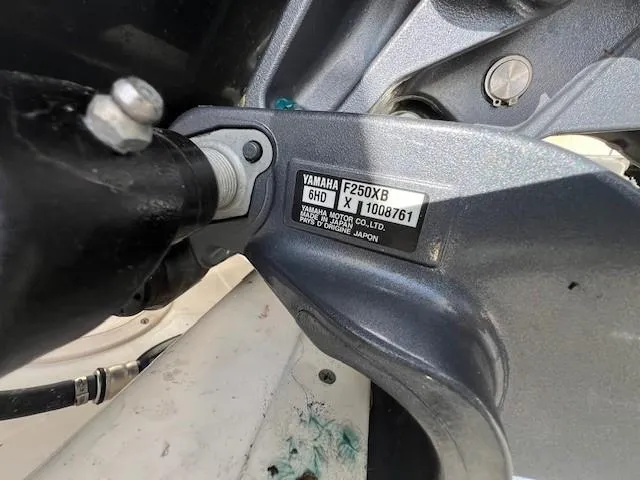 YAMAHA F250XB
6HD X 1008761
YAMAHA MOTOR CO., LTD.
MADE IN JAPAN
PAYS D' ORIGINE JAPON